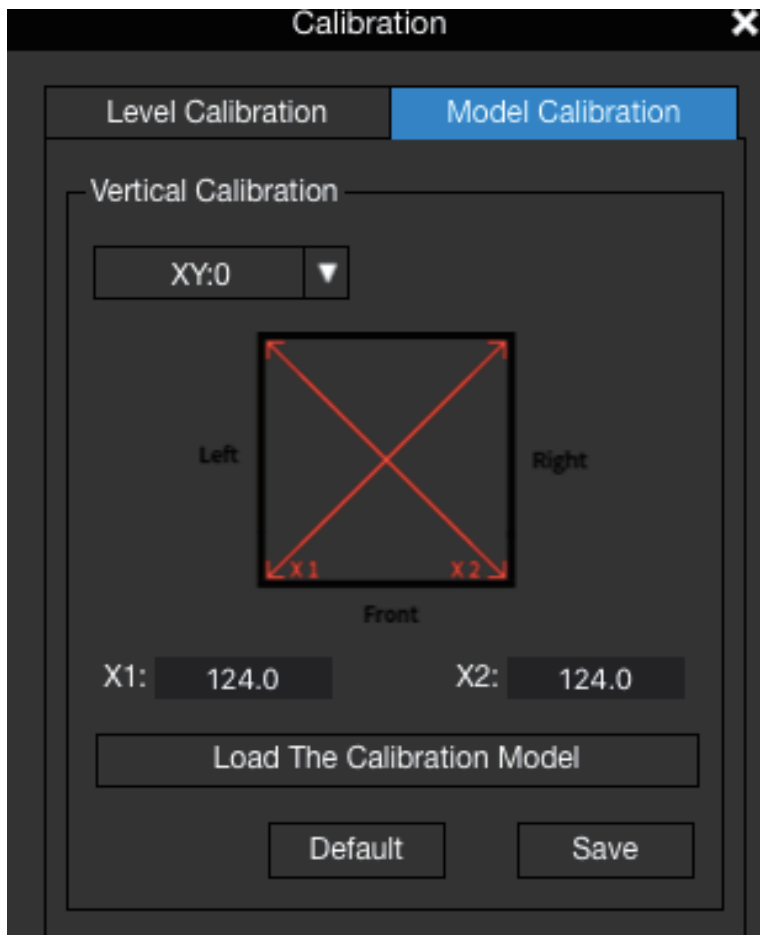 Calibration
Level Calibration Model Calibration
Vertical Calibration
XY:0
Left Right
X1 X2
Front
X1: 124.0 X2: 124.0
Load The Calibration Model
Default Save